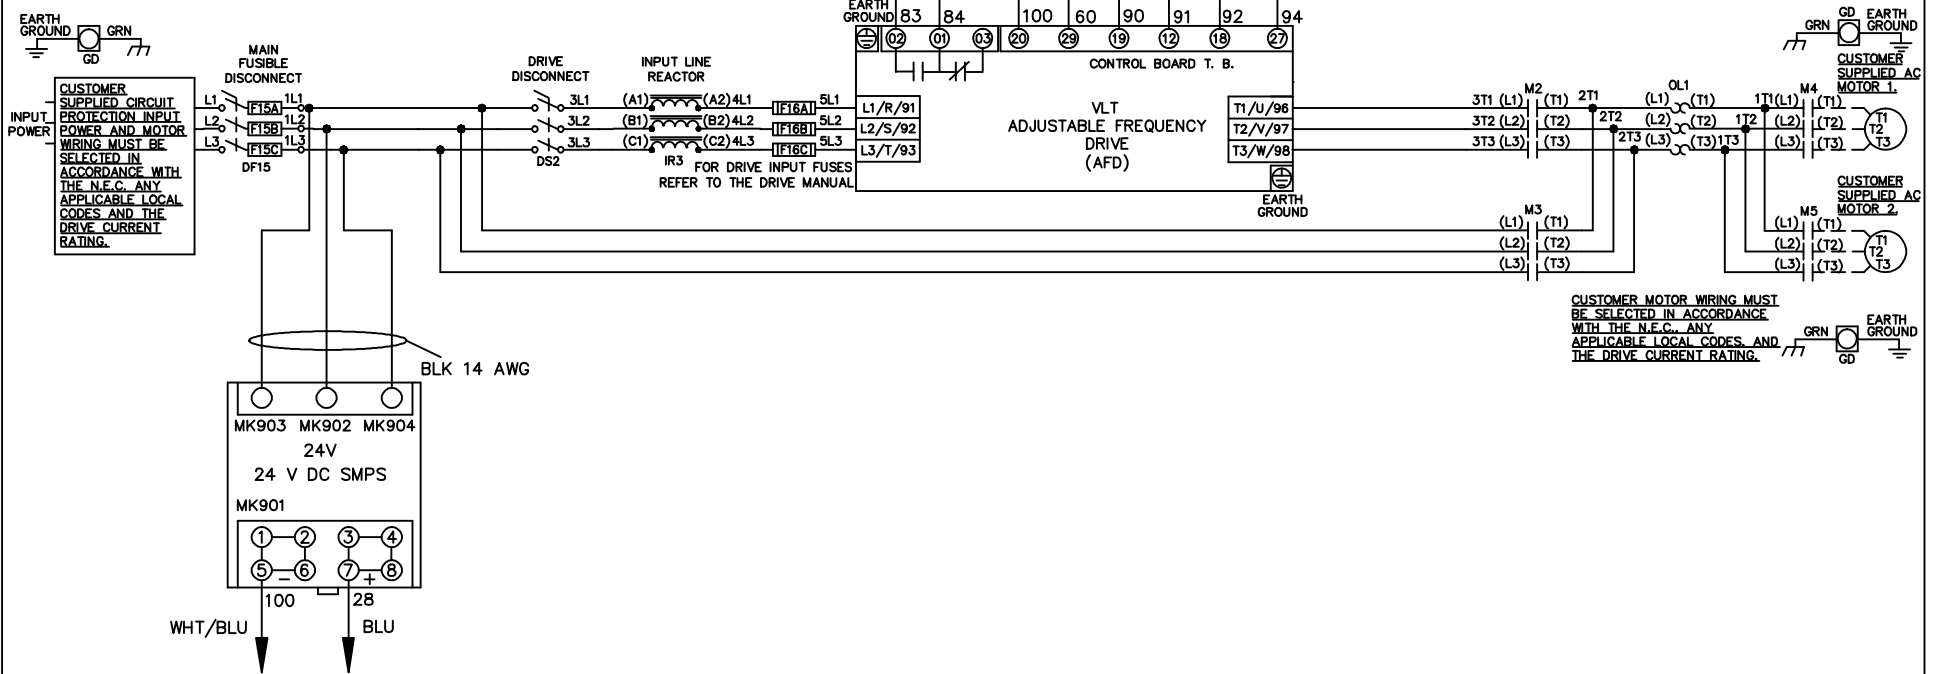 EARTH
GROUND
GRN
GD
INPUT
POWER
CUSTOMER
SUPPLIED CIRCUIT
PROTECTION INPUT
POWER AND MOTOR
WIRING MUST BE
SELECTED IN
ACCORDANCE WITH
THE N.E.C. ANY
APPLICABLE LOCAL
CODES AND THE
DRIVE CURRENT
RATING.
MAIN
FUSIBLE
DISCONNECT
L1 F15A 1L1
L2 F15B 1L2
L3 F15C 1L3
DF15
DRIVE
DISCONNECT
3L1
3L2
3L3
DS2
INPUT LINE
REACTOR
(A1) (A2) 4L1 F16A 5L1
(B1) (B2) 4L2 F16B 5L2
(C1) (C2) 4L3 F16C 5L3
IR3
FOR DRIVE INPUT FUSES
REFER TO THE DRIVE MANUAL
EARTH
GROUND
83 84 100 60 90 91 92 94
02 01 03 20 29 19 12 18 27
CONTROL BOARD T. B.
L1/R/91
L2/S/92
L3/T/93
VLT
ADJUSTABLE FREQUENCY
DRIVE
(AFD)
T1/U/96
T2/V/97
T3/W/98
EARTH
GROUND
M2
3T1 (L1) (T1) 2T1
3T2 (L2) (T2) 2T2
3T3 (L3) (T3) 2T3
OL1
(L1) (T1) 1T1
(L2) (T2) 1T2
(L3) (T3) 1T3
M4
(L1) (T1)
(L2) (T2)
(L3) (T3)
T1
T2
T3
GRN
GD
EARTH
GROUND
CUSTOMER
SUPPLIED AC
MOTOR 1.
M3
(L1) (T1)
(L2) (T2)
(L3) (T3)
CUSTOMER
SUPPLIED AC
MOTOR 2.
M5
(L1) (T1)
(L2) (T2)
(L3) (T3)
T1
T2
T3
CUSTOMER MOTOR WIRING MUST
BE SELECTED IN ACCORDANCE
WITH THE N.E.C., ANY
APPLICABLE LOCAL CODES, AND
THE DRIVE CURRENT RATING.
GRN
GD
EARTH
GROUND
BLK 14 AWG
MK903 MK902 MK904
24V
24 V DC SMPS
MK901
1 2 3 4
5 6 7 8
- +
100 28
WHT/BLU BLU